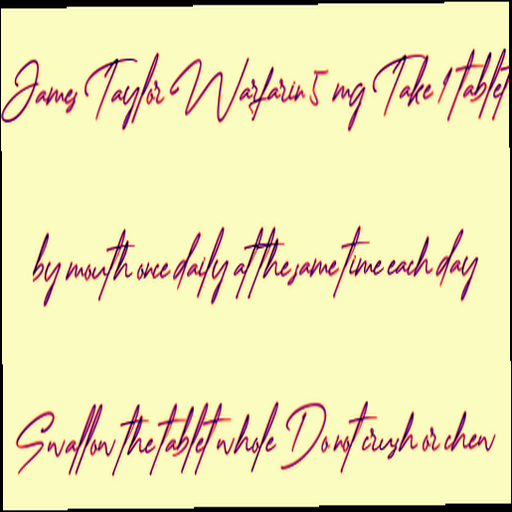 James Taylor Warfarin 5 mg Take 1 tablet
by mouth once daily at the same time each day
Swallow the tablet whole Do not crush or chew